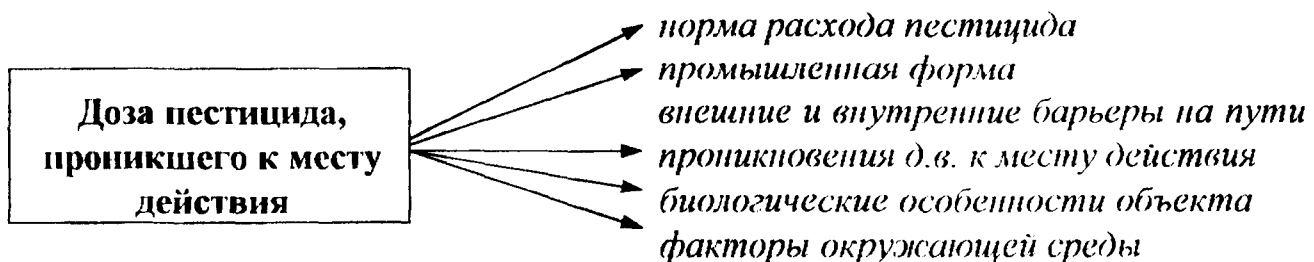 Доза пестицида,
проникшего к месту
действия
норма расхода пестицида
промышленная форма
внешние и внутренние барьеры на пути
проникновения д.в. к месту действия
биологические особенности объекта
факторы окружающей среды